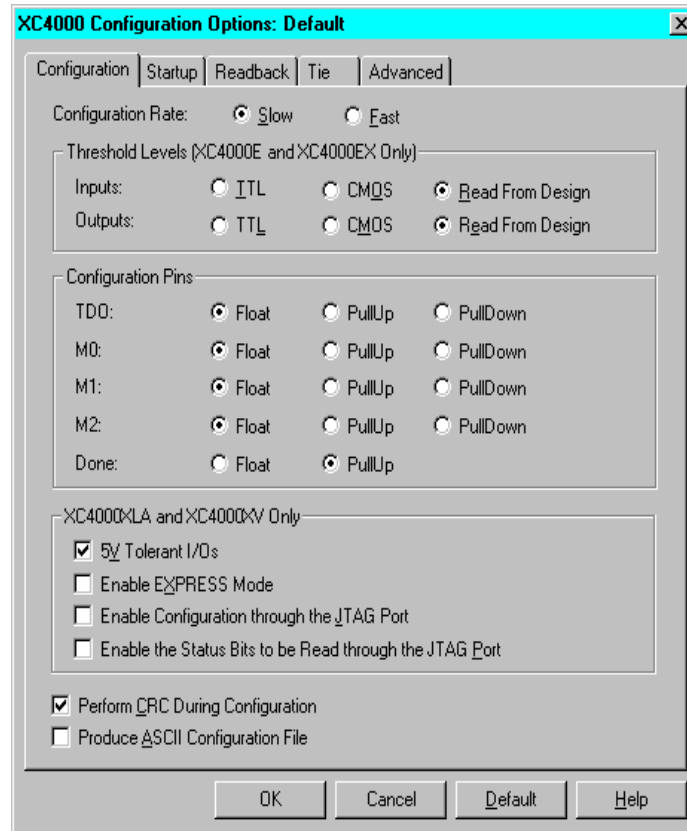 XC4000 Configuration Options: Default
Configuration Startup Readback Tie Advanced
Configuration Rate: Slow Fast
Threshold Levels (XC4000E and XC4000EX Only)
Inputs: TTL CMOS Read From Design
Outputs: TTL CMOS Read From Design
Configuration Pins
TDO: Float PullUp PullDown
M0: Float PullUp PullDown
M1: Float PullUp PullDown
M2: Float PullUp PullDown
Done: Float PullUp
XC4000XLA and XC4000XV Only
5V Tolerant I/Os
Enable EXPRESS Mode
Enable Configuration through the JTAG Port
Enable the Status Bits to be Read through the JTAG Port
Perform CRC During Configuration
Produce ASCII Configuration File
OK Cancel Default Help